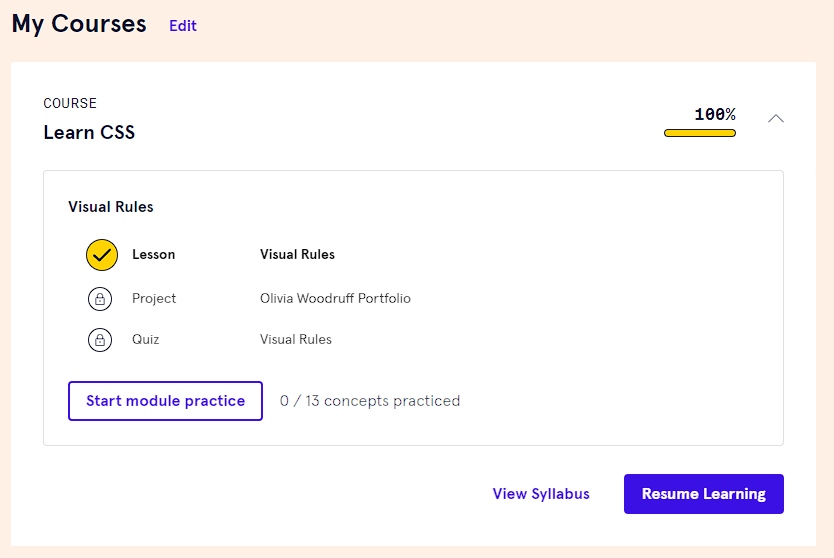 My Courses Edit
COURSE
Learn CSS
100%
Visual Rules
Lesson Visual Rules
Project Olivia Woodruff Portfolio
Quiz Visual Rules
Start module practice 0 / 13 concepts practiced
View Syllabus Resume Learning